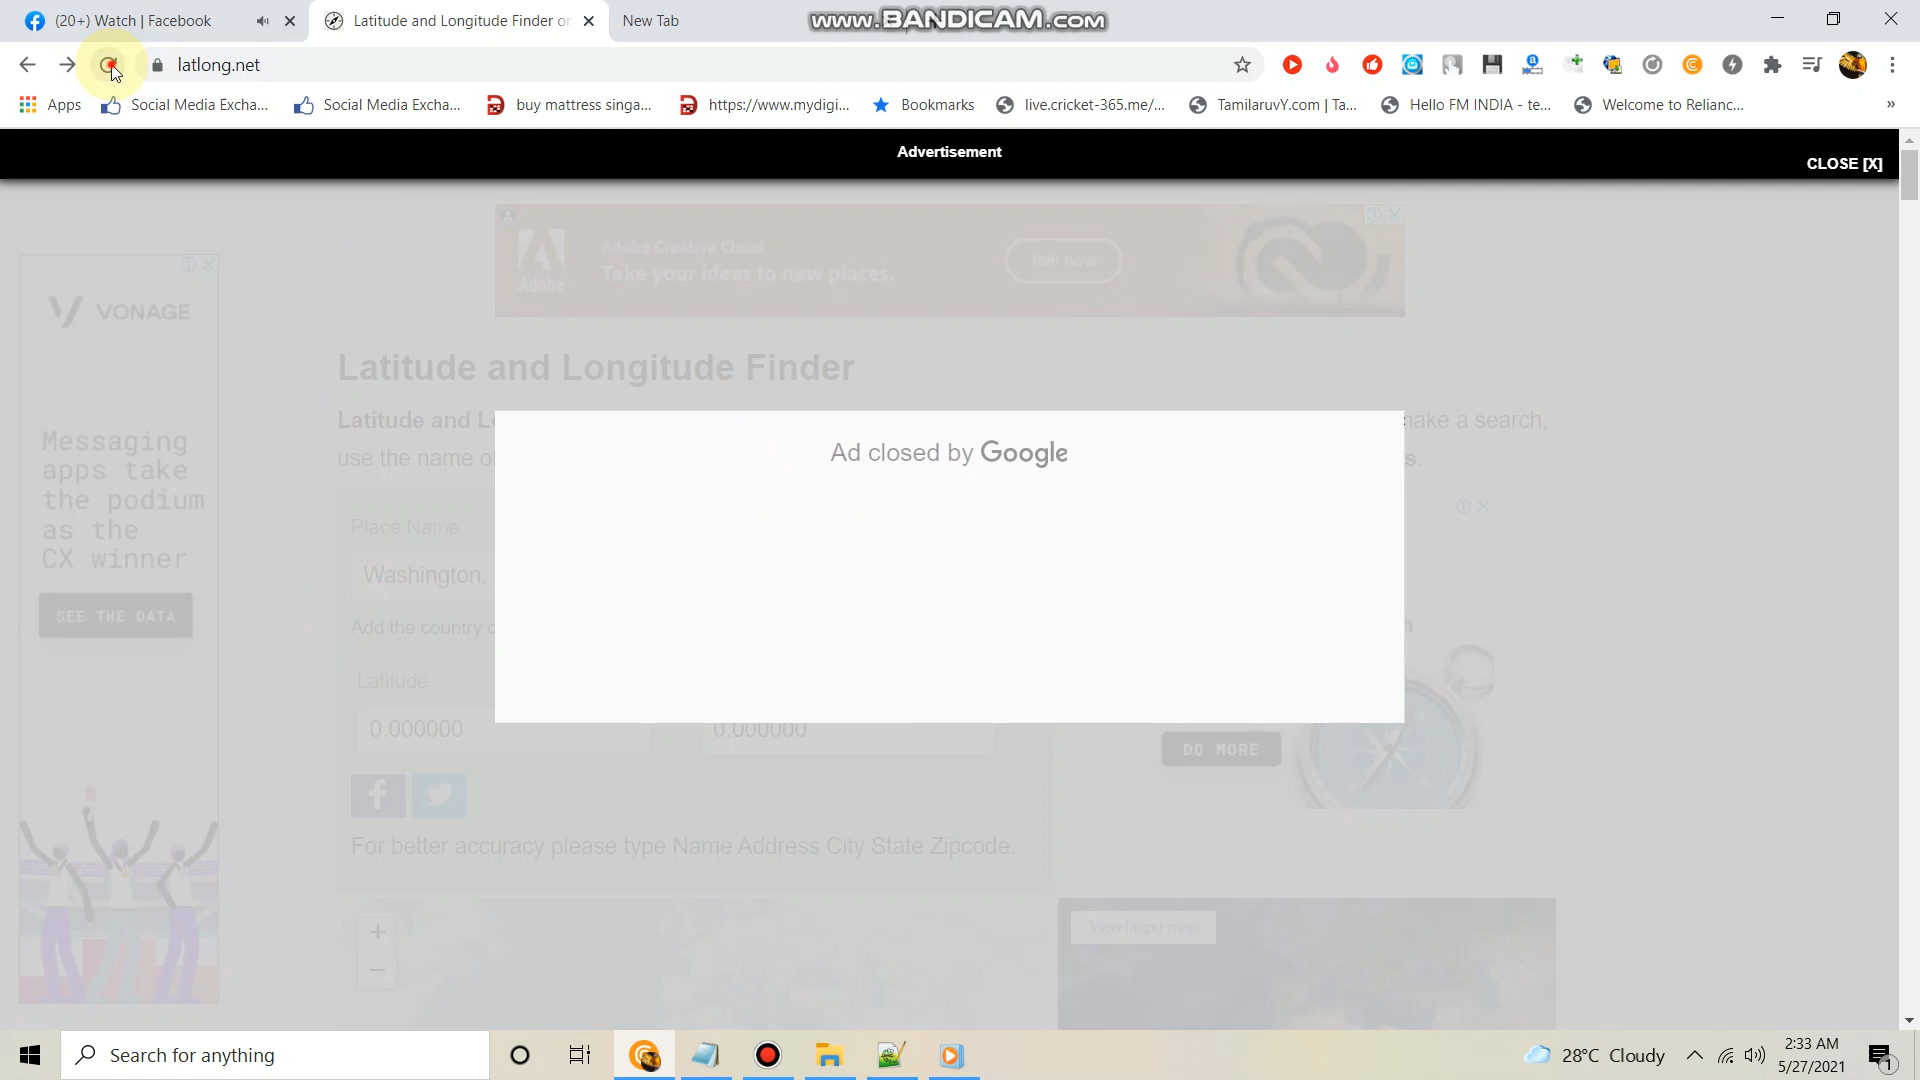 (20+) Watch | Facebook
Latitude and Longitude Finder or
New Tab
www.BANDICAM.com
latlong.net
Apps
Social Media Excha...
Social Media Excha...
buy mattress singa...
https://www.mydigi...
Bookmarks
live.cricket-365.me/...
TamilaruvY.com | Ta...
Hello FM INDIA - te...
Welcome to Relianc...
»
Advertisement
CLOSE [X]
Adobe
Adobe Creative Cloud
Take your ideas to new places.
Join now
VONAGE
Messaging
apps take
the podium
as the
CX winner
SEE THE DATA
Latitude and Longitude Finder
Latitude and L
make a search,
use the name of
s.
Ad closed by Google
Place Name
Washington,
Add the country c
n
Latitude
0.000000
0.000000
DO MORE
For better accuracy please type Name Address City State Zipcode.
+
−
View larger map
Search for anything
28°C Cloudy
2:33 AM
5/27/2021
1